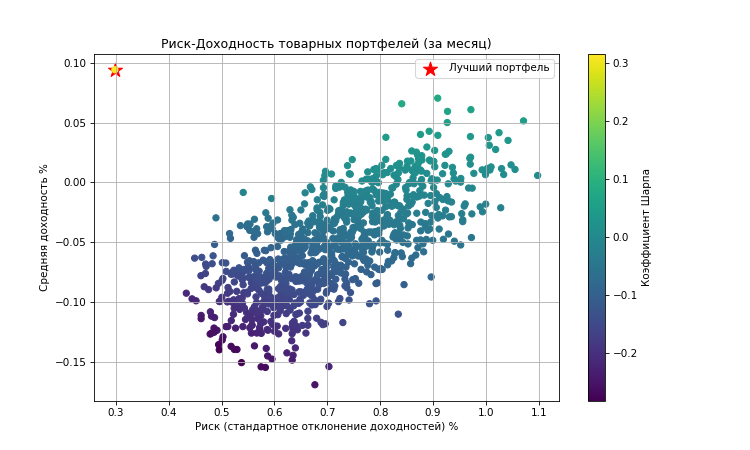 Риск-Доходность товарных портфелей (за месяц)
Лучший портфель
Средняя доходность %
0.10
0.05
0.00
−0.05
−0.10
−0.15
0.3 0.4 0.5 0.6 0.7 0.8 0.9 1.0 1.1
Риск (стандартное отклонение доходностей) %
0.3
0.2
0.1
0.0
−0.1
−0.2
Коэффициент Шарпа